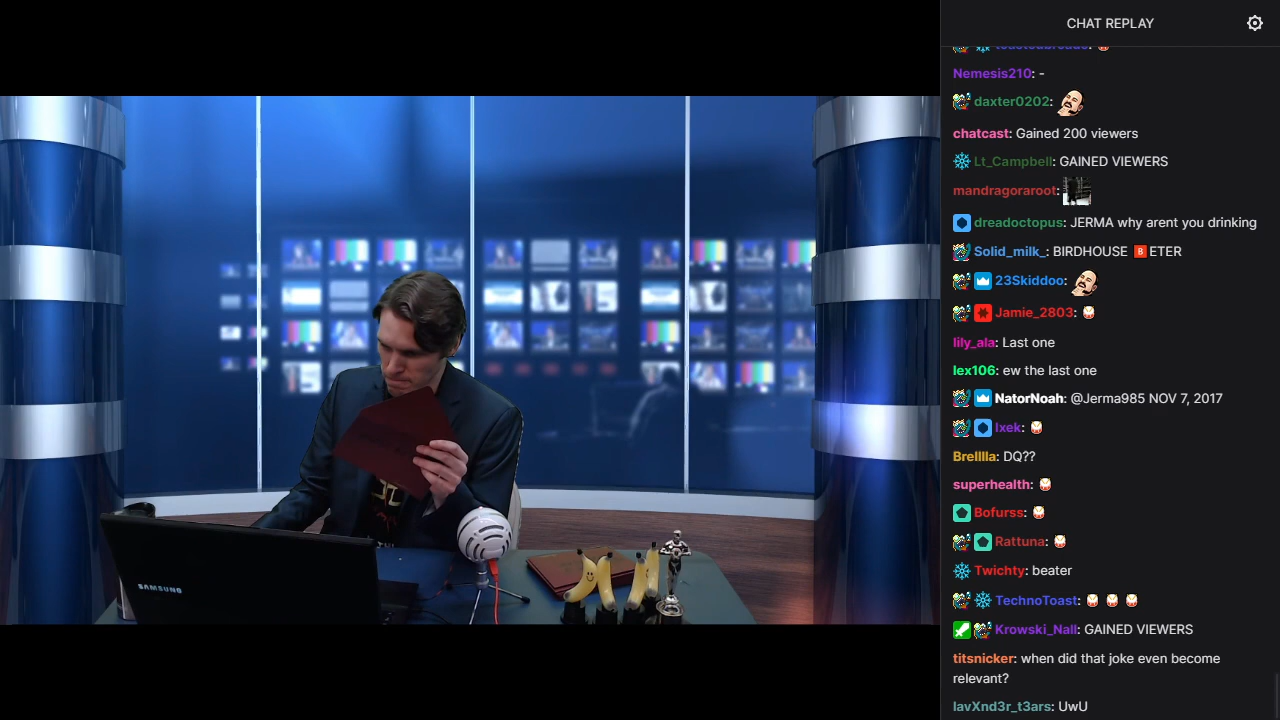 CHAT REPLAY
Nemesis210: -
daxter0202:
chatcast: Gained 200 viewers
Lt_Campbell: GAINED VIEWERS
mandragoraroot:
dreadoctopus: JERMA why arent you drinking
Solid_milk_: BIRDHOUSE B ETER
23Skiddoo:
Jamie_2803:
lily_ala: Last one
lex106: ew the last one
NatorNoah: @Jerma985 NOV 7, 2017
Ixek:
Brelllla: DQ??
superhealth:
Bofurss:
Rattuna:
Twichty: beater
TechnoToast:
Krowski_Nall: GAINED VIEWERS
titsnicker: when did that joke even become
relevant?
lavXnd3r_t3ars: UwU
SAMSUNG